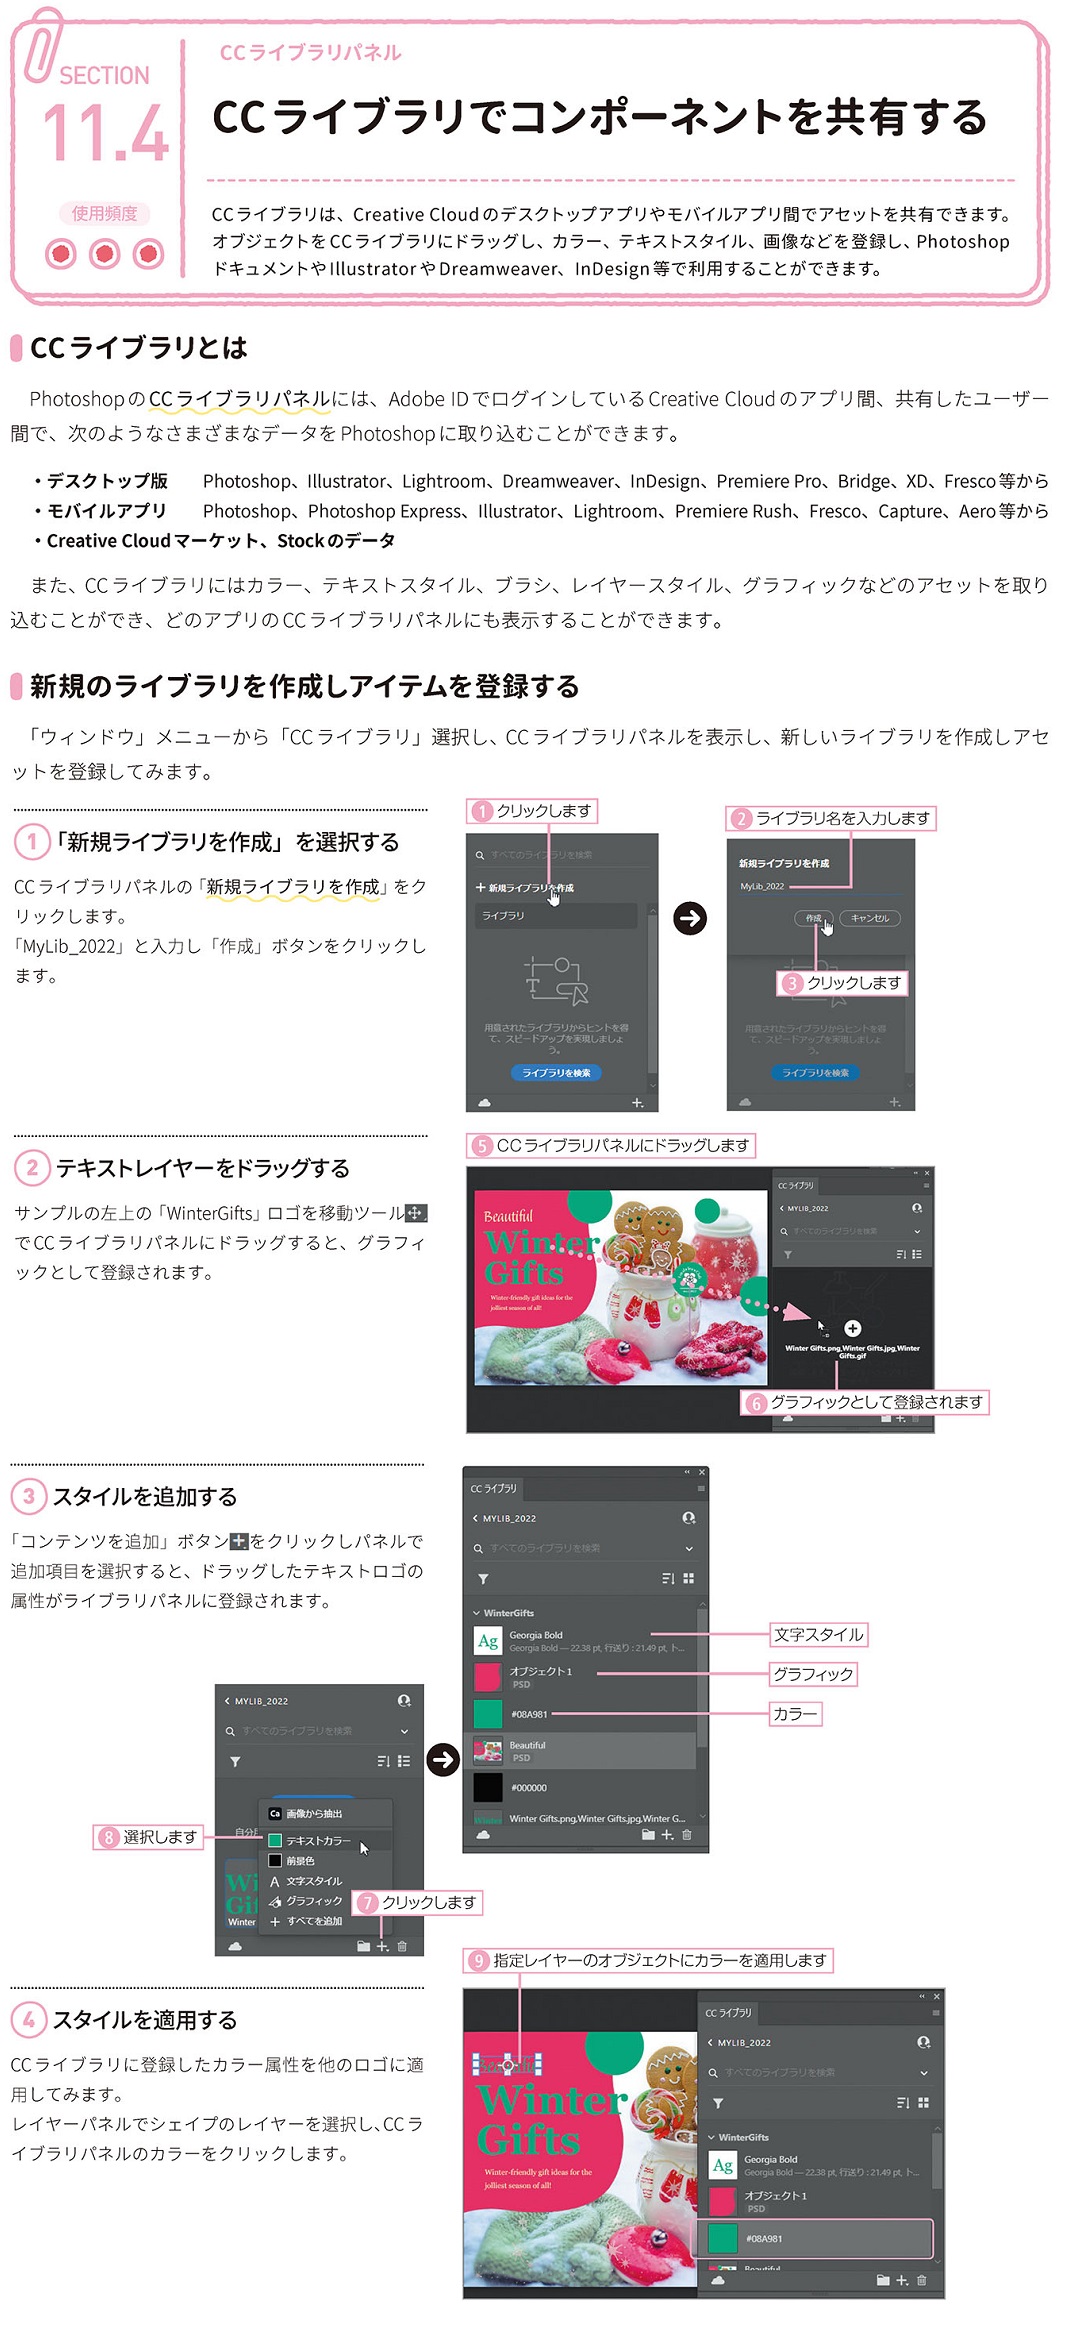 CCライブラリパネル
SECTION
11.4
CCライブラリでコンポーネントを共有する
使用頻度
CCライブラリは、Creative Cloudのデスクトップアプリやモバイルアプリ間でアセットを共有できます。
オブジェクトをCCライブラリにドラッグし、カラー、テキストスタイル、画像などを登録し、Photoshop
ドキュメントやIllustratorやDreamweaver、InDesign等で利用することができます。
CCライブラリとは
PhotoshopのCCライブラリパネルには、Adobe IDでログインしているCreative Cloudのアプリ間、共有したユーザー
間で、次のようなさまざまなデータをPhotoshopに取り込むことができます。
・デスクトップ版 Photoshop、Illustrator、Lightroom、Dreamweaver、InDesign、Premiere Pro、Bridge、XD、Fresco等から
・モバイルアプリ Photoshop、Photoshop Express、Illustrator、Lightroom、Premiere Rush、Fresco、Capture、Aero等から
・Creative Cloudマーケット、Stockのデータ
また、CCライブラリにはカラー、テキストスタイル、ブラシ、レイヤースタイル、グラフィックなどのアセットを取り
込むことができ、どのアプリのCCライブラリパネルにも表示することができます。
新規のライブラリを作成しアイテムを登録する
「ウィンドウ」メニューから「CCライブラリ」選択し、CCライブラリパネルを表示し、新しいライブラリを作成しアセ
ットを登録してみます。
1 「新規ライブラリを作成」を選択する
CCライブラリパネルの「新規ライブラリを作成」をク
リックします。
「MyLib_2022」と入力し「作成」ボタンをクリックし
ます。
1 クリックします
すべてのライブラリを検索
+ 新規ライブラリを作成
ライブラリ
用意されたライブラリからヒントを得
て、スピードアップを実現しましょ
う。
ライブラリを検索
2 ライブラリ名を入力します
新規ライブラリを作成
MyLib_2022
作成 キャンセル
3 クリックします
用意されたライブラリからヒントを得
て、スピードアップを実現しましょ
う。
ライブラリを検索
2 テキストレイヤーをドラッグする
サンプルの左上の「WinterGifts」ロゴを移動ツール
でCCライブラリパネルにドラッグすると、グラフィ
ックとして登録されます。
5 CCライブラリパネルにドラッグします
Beautiful
Winter
Gifts
Winter-friendly gift ideas for the
jolliest season of all!
CC ライブラリ
MYLIB_2022
すべてのライブラリを検索
Winter Gifts.png,Winter Gifts.jpg,Winter
Gifts.gif
6 グラフィックとして登録されます
3 スタイルを追加する
「コンテンツを追加」ボタン+をクリックしパネルで
追加項目を選択すると、ドラッグしたテキストロゴの
属性がライブラリパネルに登録されます。
MYLIB_2022
すべてのライブラリを検索
Ca 画像から抽出
テキストカラー
前景色
A 文字スタイル
グラフィック
+ すべてを追加
Winter
8 選択します
7 クリックします
CC ライブラリ
MYLIB_2022
すべてのライブラリを検索
WinterGifts
Ag Georgia Bold
Georgia Bold — 22.38 pt, 行送り : 21.49 pt, ト...
オブジェクト1
PSD
#08A981
Beautiful
PSD
#000000
Winter Gifts.png,Winter Gifts.jpg,Winter G...
文字スタイル
グラフィック
カラー
4 スタイルを適用する
CCライブラリに登録したカラー属性を他のロゴに適
用してみます。
レイヤーパネルでシェイプのレイヤーを選択し、CCラ
イブラリパネルのカラーをクリックします。
9 指定レイヤーのオブジェクトにカラーを適用します
Beautiful
Winter
Gifts
Winter-friendly gift ideas for the
jolliest season of all!
CC ライブラリ
MYLIB_2022
すべてのライブラリを検索
WinterGifts
Ag Georgia Bold
Georgia Bold — 22.38 pt, 行送り : 21.49 pt, ト...
オブジェクト1
PSD
#08A981
Beautiful